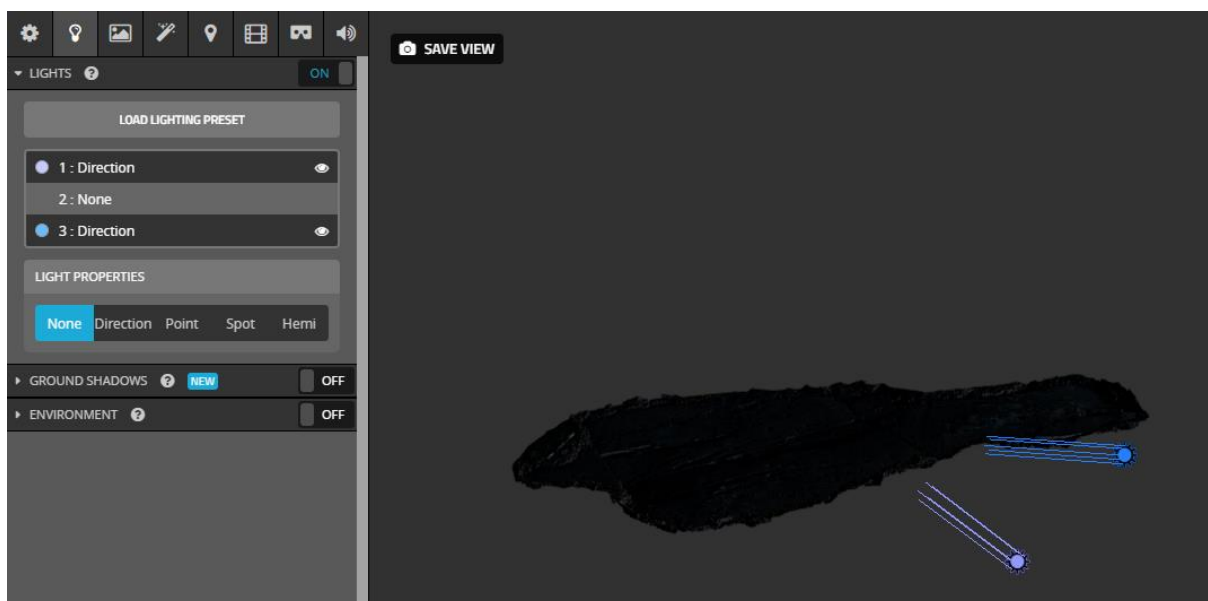 SAVE VIEW
LIGHTS ON
LOAD LIGHTING PRESET
1 : Direction
2 : None
3 : Direction
LIGHT PROPERTIES
None Direction Point Spot Hemi
GROUND SHADOWS NEW OFF
ENVIRONMENT OFF